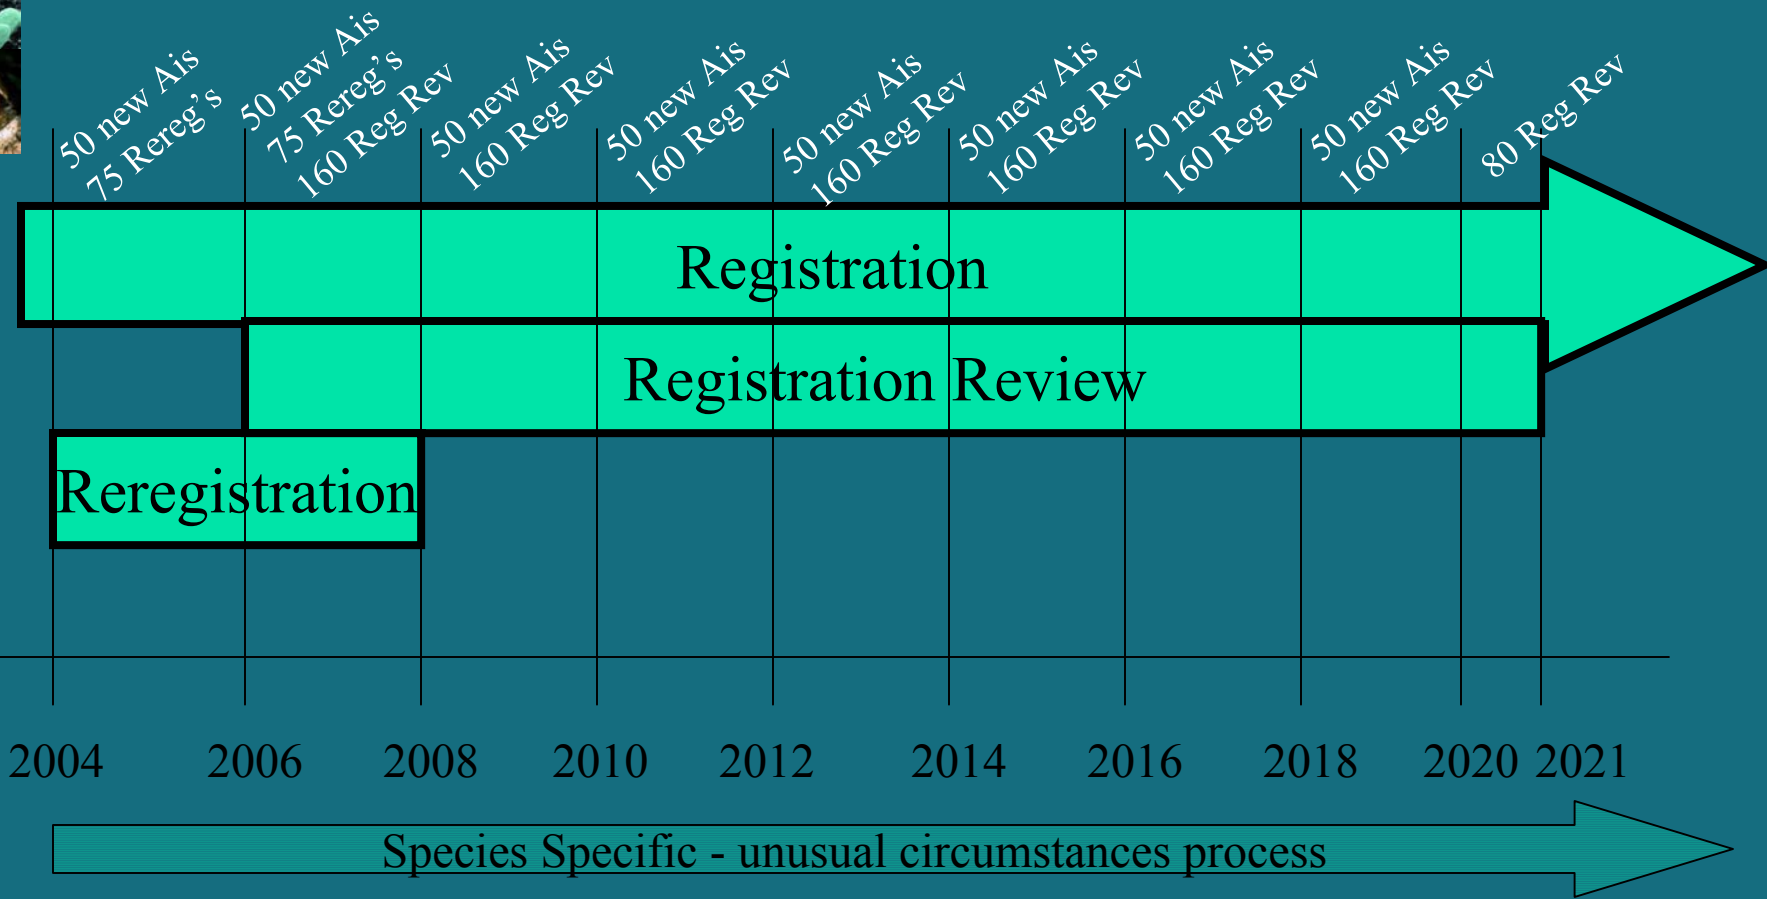 50 new Ais
75 Rereg's
50 new Ais
75 Rereg's
160 Reg Rev
50 new Ais
160 Reg Rev
50 new Ais
160 Reg Rev
50 new Ais
160 Reg Rev
50 new Ais
160 Reg Rev
50 new Ais
160 Reg Rev
50 new Ais
160 Reg Rev
80 Reg Rev
Registration
Registration Review
Reregistration
2004 2006 2008 2010 2012 2014 2016 2018 2020 2021
Species Specific - unusual circumstances process